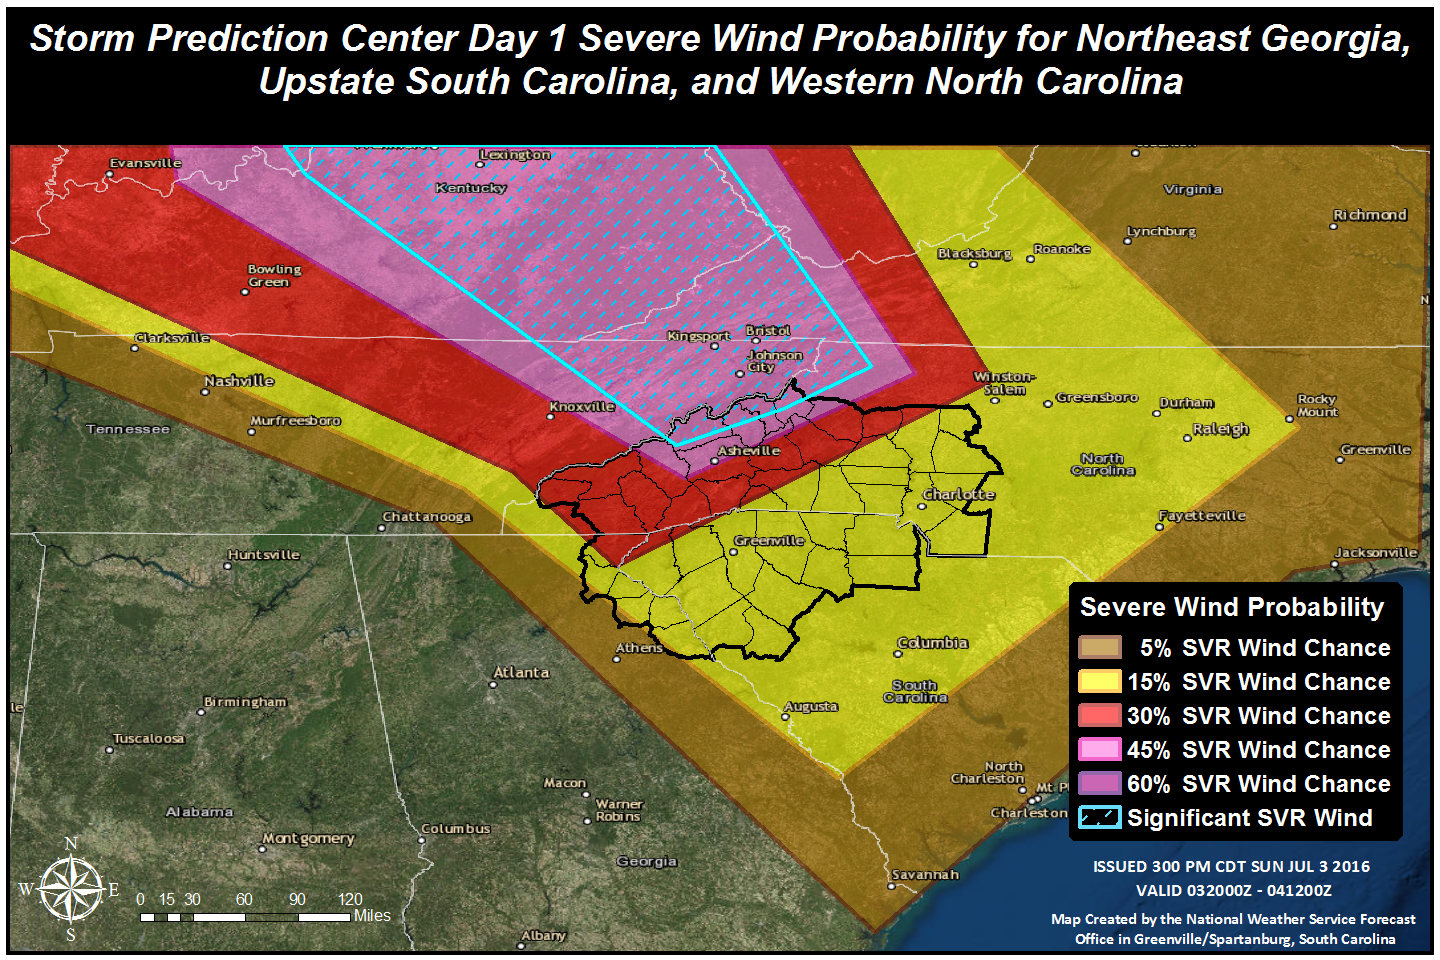 Storm Prediction Center Day 1 Severe Wind Probability for Northeast Georgia,
Upstate South Carolina, and Western North Carolina
Evansville
Lexington
Kentucky
Virginia
Richmond
Lynchburg
Blacksburg
Roanoke
Bowling
Green
Clarksville
Kingsport
Bristol
Johnson
City
Nashville
Murfreesboro
Tennessee
Knoxville
Winston-
Salem
Greensboro
Durham
Raleigh
Rocky
Mount
Greenville
Asheville
North
Carolina
Charlotte
Fayetteville
Chattanooga
Huntsville
Greenville
Jacksonville
Athens
Columbia
South
Carolina
Atlanta
Augusta
Birmingham
Tuscaloosa
Alabama
Montgomery
Columbus
Macon
Warner
Robins
Georgia
North
Charleston
Mt P
Charleston
Savannah
Albany
le
N
Severe Wind Probability
5% SVR Wind Chance
15% SVR Wind Chance
30% SVR Wind Chance
45% SVR Wind Chance
60% SVR Wind Chance
Significant SVR Wind
ISSUED 300 PM CDT SUN JUL 3 2016
VALID 032000Z - 041200Z
Map Created by the National Weather Service Forecast
Office in Greenville/Spartanburg, South Carolina
N
W E
S
0 15 30 60 90 120
Miles